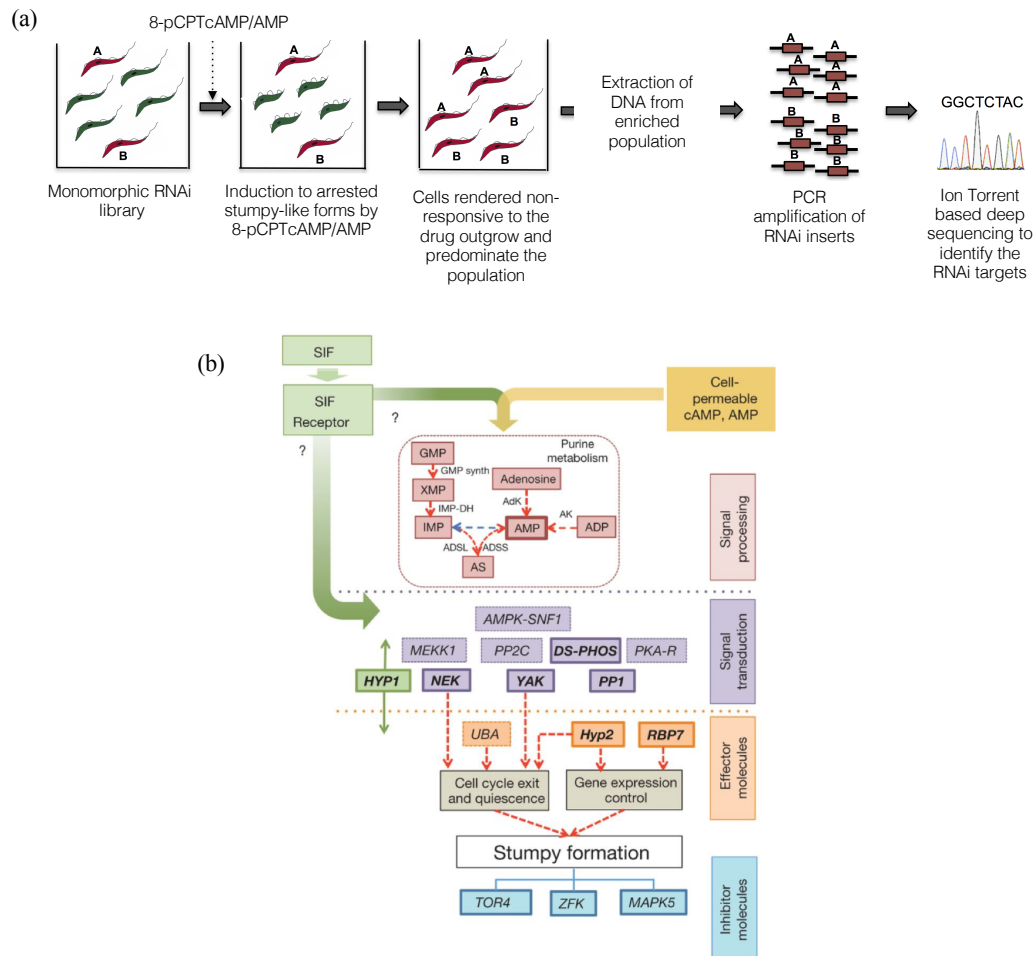 (a)
8-pCPTcAMP/AMP
A
B
Monomorphic RNAi
library
A
B
Induction to arrested
stumpy-like forms by
8-pCPTcAMP/AMP
A
A
A
B
B
B
Cells rendered non-
responsive to the
drug outgrow and
predominate the
population
Extraction of
DNA from
enriched
population
A
A
A
A
A
A
B
B
B
B
B
B
PCR
amplification of
RNAi inserts
GGCTCTAC
Ion Torrent
based deep
sequencing to
identify the
RNAi targets
(b)
SIF
SIF
Receptor
?
?
Cell-
permeable
cAMP, AMP
Purine
metabolism
GMP
GMP synth
XMP
IMP-DH
IMP
Adenosine
AdK
AMP
AK
ADP
ADSL
ADSS
AS
Signal
processing
AMPK-SNF1
MEKK1
PP2C
DS-PHOS
PKA-R
HYP1
NEK
YAK
PP1
Signal
transduction
UBA
Hyp2
RBP7
Cell cycle exit
and quiescence
Gene expression
control
Effector
molecules
Stumpy formation
TOR4
ZFK
MAPK5
Inhibitor
molecules